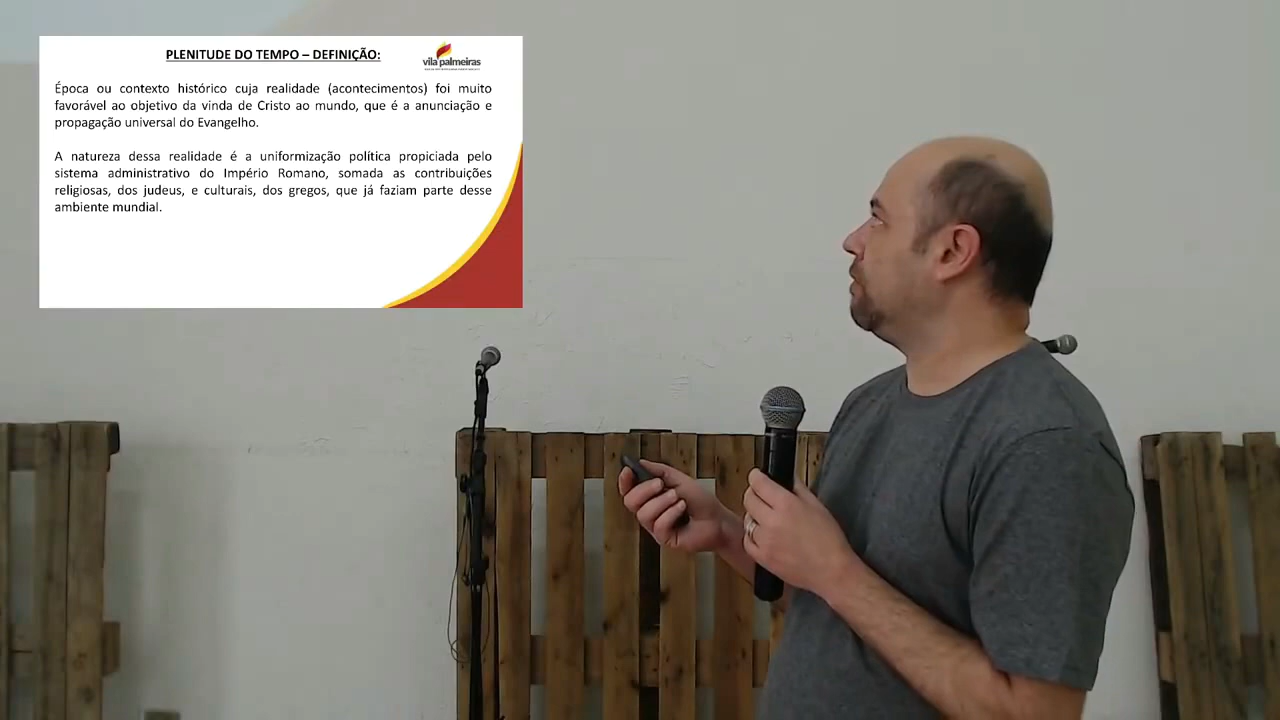 PLENITUDE DO TEMPO – DEFINIÇÃO:
vila palmeiras
Época ou contexto histórico cuja realidade (acontecimentos) foi muito
favorável ao objetivo da vinda de Cristo ao mundo, que é a anunciação e
propagação universal do Evangelho.
A natureza dessa realidade é a uniformização política propiciada pelo
sistema administrativo do Império Romano, somada as contribuições
religiosas, dos judeus, e culturais, dos gregos, que já faziam parte desse
ambiente mundial.